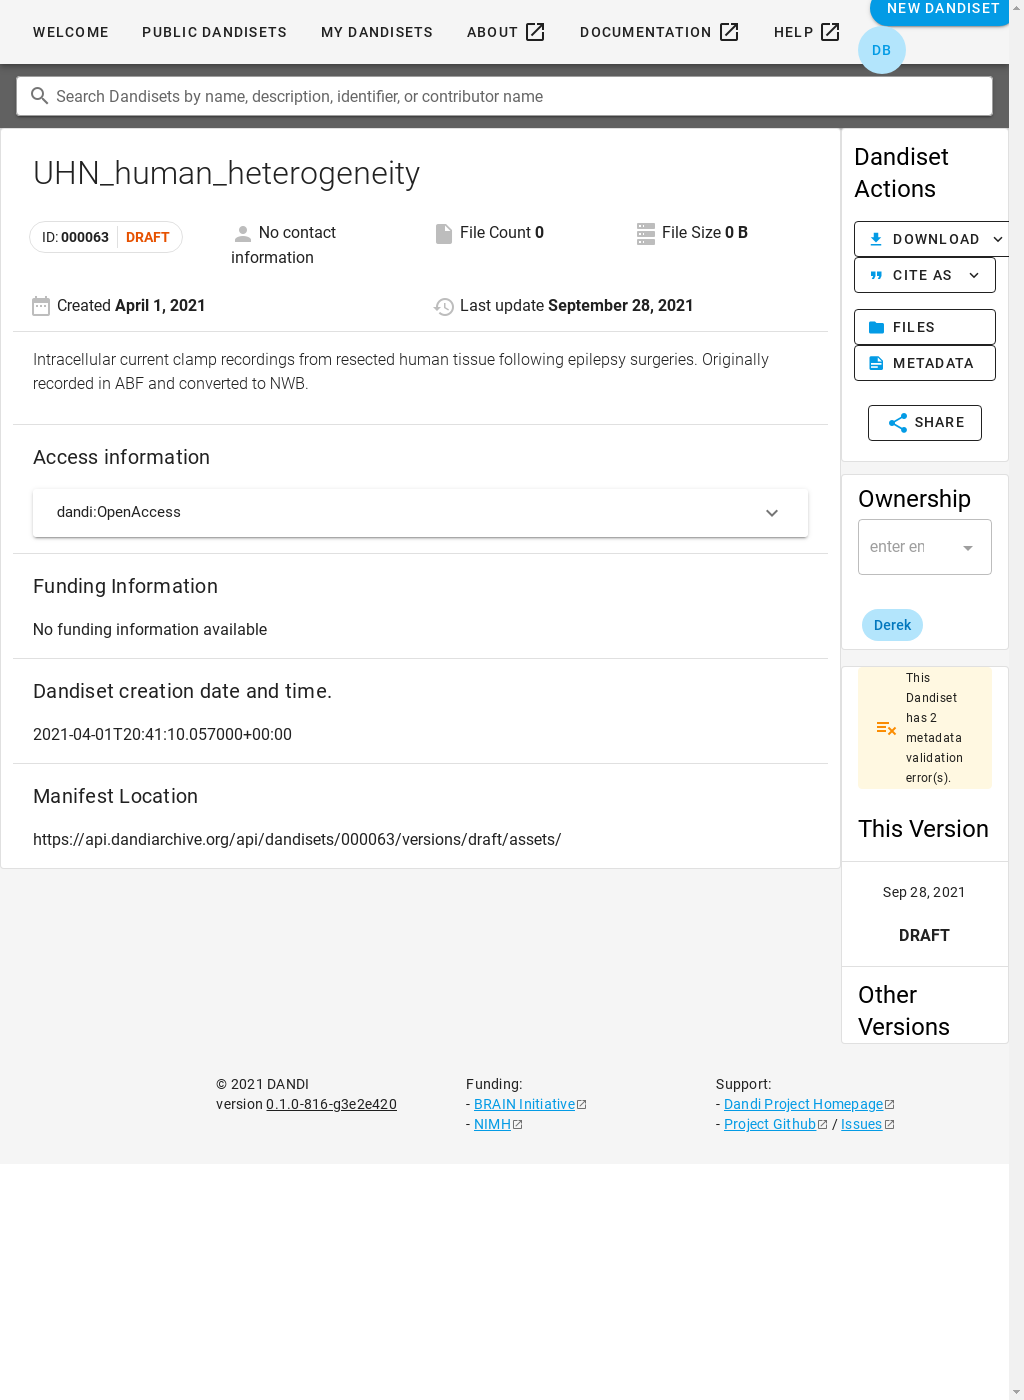 WELCOME
PUBLIC DANDISETS
MY DANDISETS
ABOUT
DOCUMENTATION
HELP
NEW DANDISET
DB
Search Dandisets by name, description, identifier, or contributor name
UHN_human_heterogeneity
ID: 000063 DRAFT
No contact
information
File Count 0
File Size 0 B
Created April 1, 2021
Last update September 28, 2021
Intracellular current clamp recordings from resected human tissue following epilepsy surgeries. Originally
recorded in ABF and converted to NWB.
Access information
dandi:OpenAccess
Funding Information
No funding information available
Dandiset creation date and time.
2021-04-01T20:41:10.057000+00:00
Manifest Location
https://api.dandiarchive.org/api/dandisets/000063/versions/draft/assets/
Dandiset
Actions
DOWNLOAD
CITE AS
FILES
METADATA
SHARE
Ownership
enter en
Derek
This
Dandiset
has 2
metadata
validation
error(s).
This Version
Sep 28, 2021
DRAFT
Other
Versions
© 2021 DANDI
version 0.1.0-816-g3e2e420
Funding:
- BRAIN Initiative
- NIMH
Support:
- Dandi Project Homepage
- Project Github / Issues